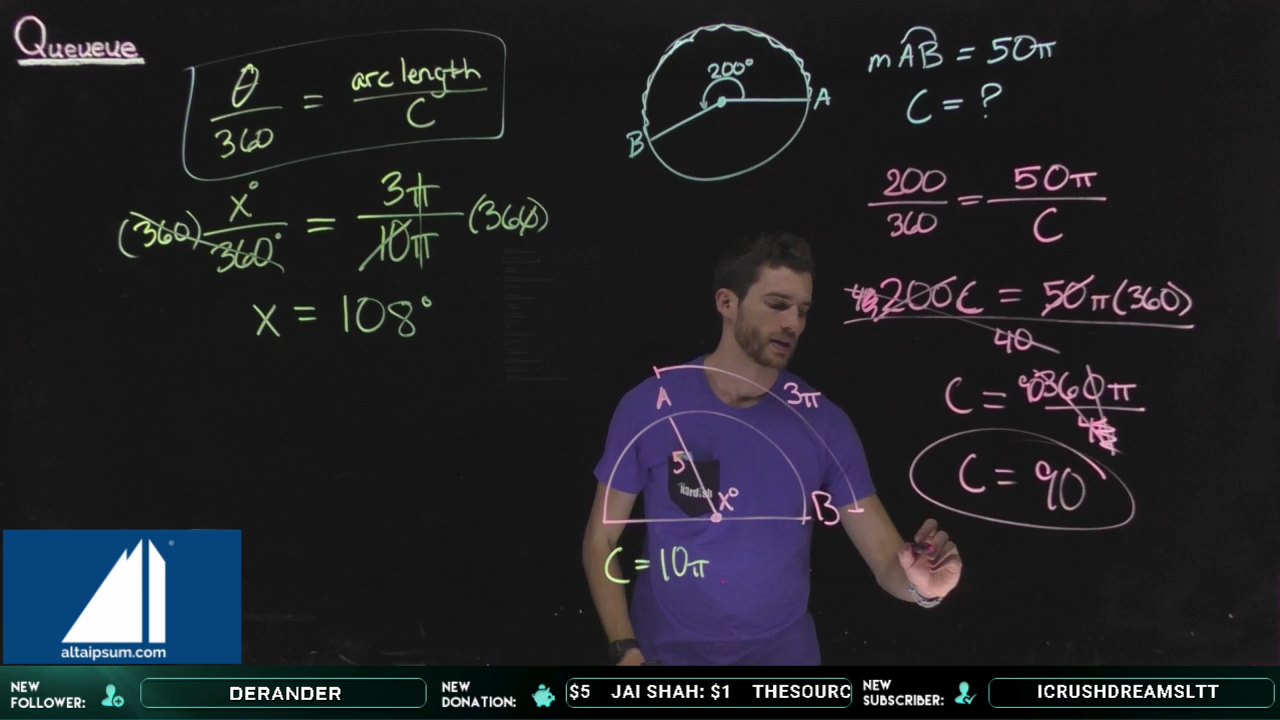 Queueue
θ/360 = arc length/C
(360) x°/360° = 3π/10π (360)
x = 108°
200°
A
B
mAB = 50π
C = ?
200/360 = 50π/C
200C = 50π(360)
40
C = 360π
C = 90
A
3π
5
x°
B
C = 10π
altaipsum.com
NEW FOLLOWER:
DERANDER
NEW DONATION:
$5 JAI SHAH: $1 THESOURC
NEW SUBSCRIBER:
ICRUSHDREAMSLTT